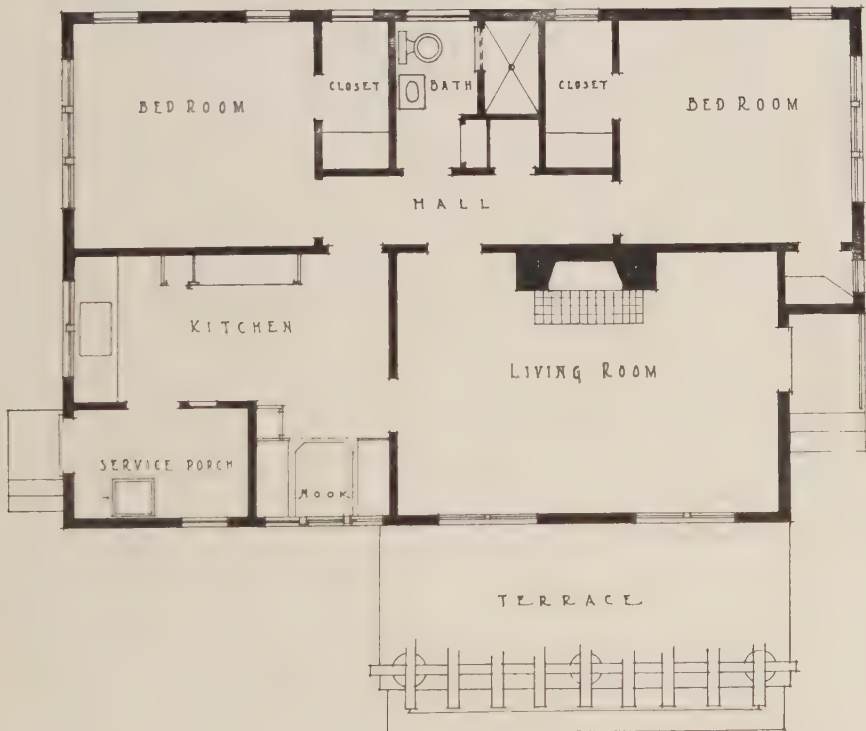 BED ROOM
CLOSET
BATH
CLOSET
BED ROOM
HALL
KITCHEN
LIVING ROOM
SERVICE PORCH
NOOK
TERRACE